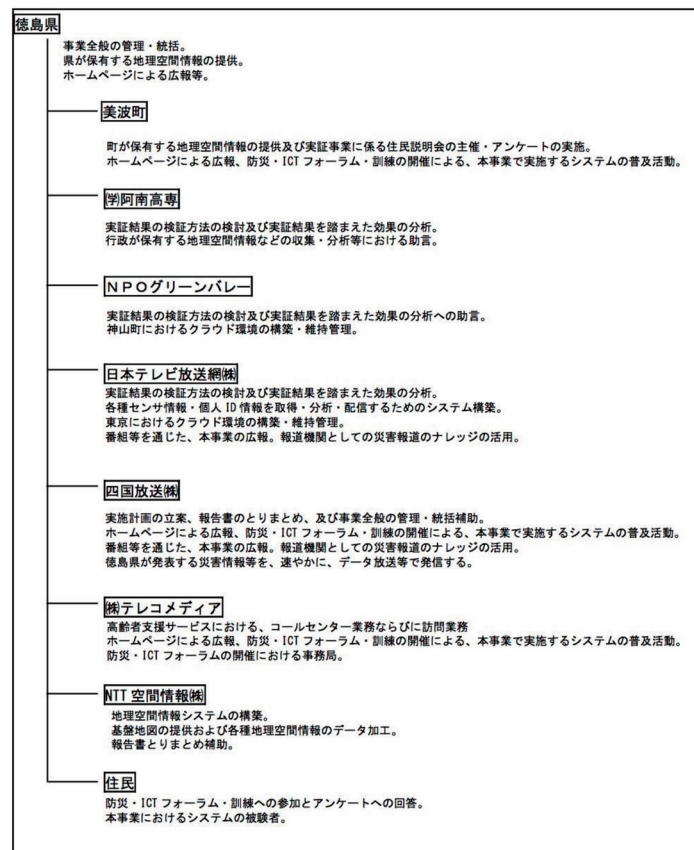 徳島県
事業全般の管理・統括。
県が保有する地理空間情報の提供。
ホームページによる広報等。
美波町
町が保有する地理空間情報の提供及び実証事業に係る住民説明会の主催・アンケートの実施。
ホームページによる広報、防災・ICT フォーラム・訓練の開催による、本事業で実施するシステムの普及活動。
㈻阿南高専
実証結果の検証方法の検討及び実証結果を踏まえた効果の分析。
行政が保有する地理空間情報などの収集・分析等における助言。
ＮＰＯグリーンバレー
実証結果の検証方法の検討及び実証結果を踏まえた効果の分析への助言。
神山町におけるクラウド環境の構築・維持管理。
日本テレビ放送網㈱
実証結果の検証方法の検討及び実証結果を踏まえた効果の分析。
各種センサ情報・個人 ID 情報を取得・分析・配信するためのシステム構築。
東京におけるクラウド環境の構築・維持管理。
番組等を通じた、本事業の広報。報道機関としての災害報道のナレッジの活用。
四国放送㈱
実施計画の立案、報告書のとりまとめ、及び事業全般の管理・統括補助。
ホームページによる広報、防災・ICT フォーラム・訓練の開催による、本事業で実施するシステムの普及活動。
番組等を通じた、本事業の広報。報道機関としての災害報道のナレッジの活用。
徳島県が発表する災害情報等を、速やかに、データ放送等で発信する。
㈱テレコメディア
高齢者支援サービスにおける、コールセンター業務ならびに訪問業務
ホームページによる広報、防災・ICT フォーラム・訓練の開催による、本事業で実施するシステムの普及活動。
防災・ICT フォーラムの開催における事務局。
NTT 空間情報㈱
地理空間情報システムの構築。
基盤地図の提供および各種地理空間情報のデータ加工。
報告書とりまとめ補助。
住民
防災・ICT フォーラム・訓練への参加とアンケートへの回答。
本事業におけるシステムの被験者。